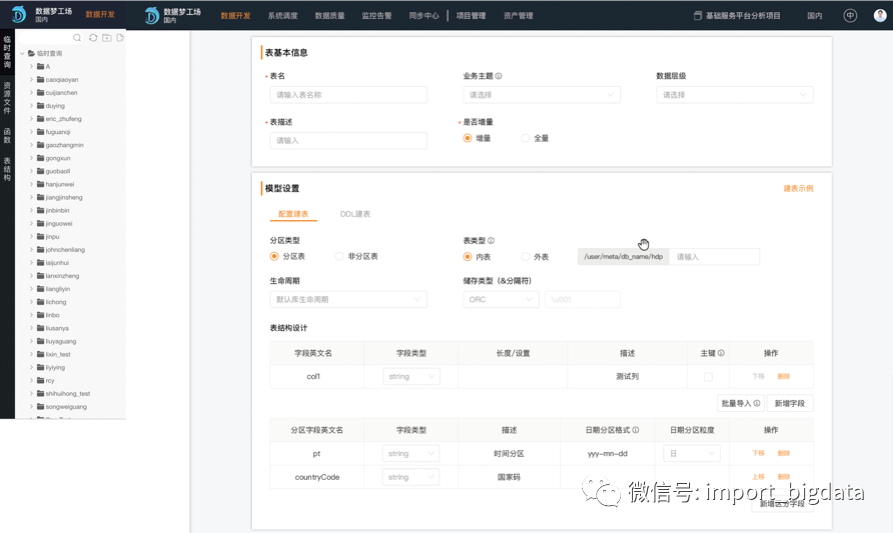 数据梦工场
国内
数据开发
数据梦工场
国内
数据开发 系统调度 数据质量 监控告警 同步中心 项目管理 资产管理 基础服务平台分析项目 国内 中
临时查询
资源文件
函数
表结构
临时查询
A
caoqiaoyan
cuijianchen
duying
eric_zhufeng
fuguanqi
gaozhangmin
gongxun
guobaoli
hanjunwei
jiangjinsheng
jinbinbin
jinguowei
jinpu
johnchenliang
laijunhui
lanxinzheng
liangliyin
lichong
linbo
liusanya
liuyaguang
lixin_test
liyiying
rcy
shihuihong_test
songweiguang
表基本信息
* 表名 业务主题 数据层级
请输入表名称 请选择 请选择
* 表描述 * 是否增量
请输入 增量 全量
模型设置 建表示例
配置建表 DDL建表
分区类型 表类型
分区表 非分区表 内表 外表 /user/meta/db_name/hdp 请输入
生命周期 储存类型（&分隔符）
默认库生命周期 ORC \u001
表结构设计
字段英文名 字段类型 长度/设置 描述 主键 操作
col1 string 测试列 下移 删除
批量导入 新增字段
分区字段英文名 字段类型 描述 日期分区格式 日期分区粒度 操作
pt string 时间分区 yyy-mn-dd 日 下移 删除
countryCode string 国家码 上移 删除
微信号: import_bigdata
新增区分字段